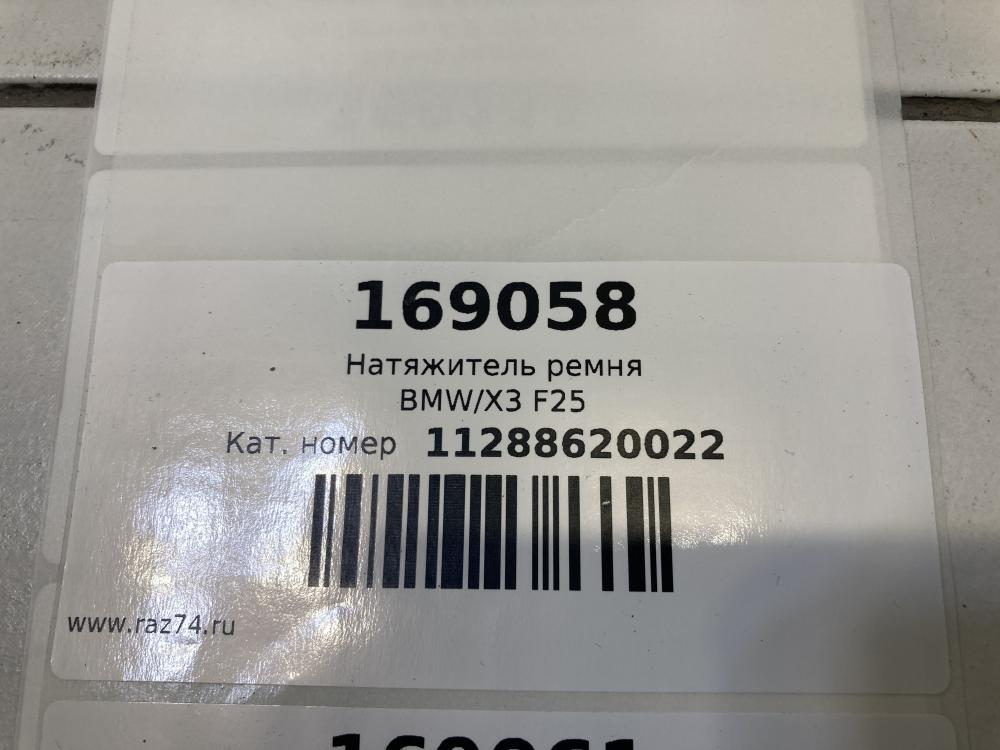 169058
Натяжитель ремня
BMW/X3 F25
Кат. номер 11288620022
www.raz74.ru